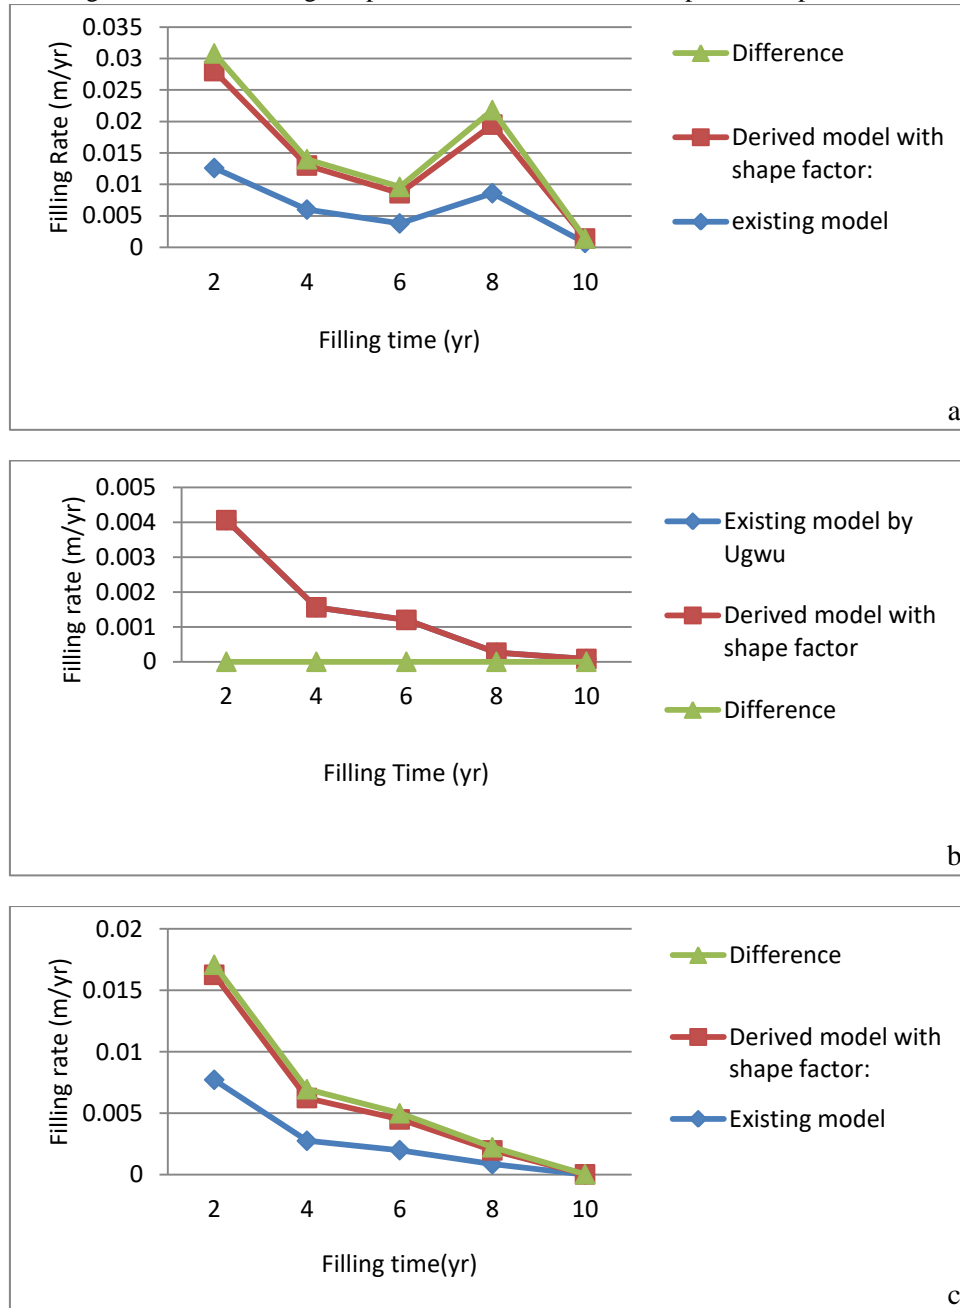 0.035
0.03
0.025
0.02
0.015
0.01
0.005
0
Filling Rate (m/yr)
2 4 6 8 10
Filling time (yr)
Difference
Derived model with
shape factor:
existing model
a
0.005
0.004
0.003
0.002
0.001
0
Filling rate (m/yr)
2 4 6 8 10
Filling Time (yr)
Existing model by
Ugwu
Derived model with
shape factor
Difference
b
0.02
0.015
0.01
0.005
0
Filling rate (m/yr)
2 4 6 8 10
Filling time(yr)
Difference
Derived model with
shape factor:
Existing model
c